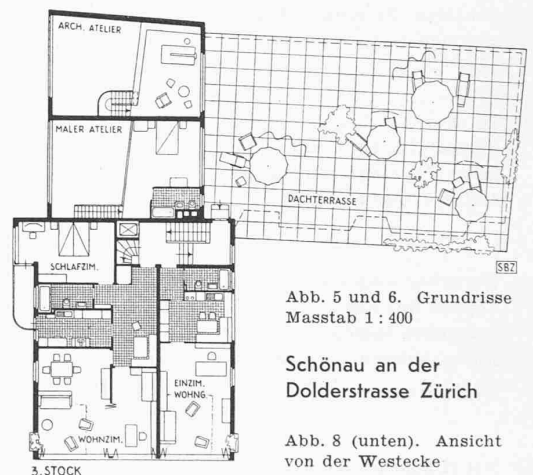 ARCH. ATELIER
MALER ATELIER
DACHTERRASSE
SCHLAFZIM.
SBZ
Abb. 5 und 6. Grundrisse
Masstab 1 : 400
Schönau an der
Dolderstrasse Zürich
EINZIM.
WOHNG.
WOHNZIM.
Abb. 8 (unten). Ansicht
von der Westecke
3. STOCK